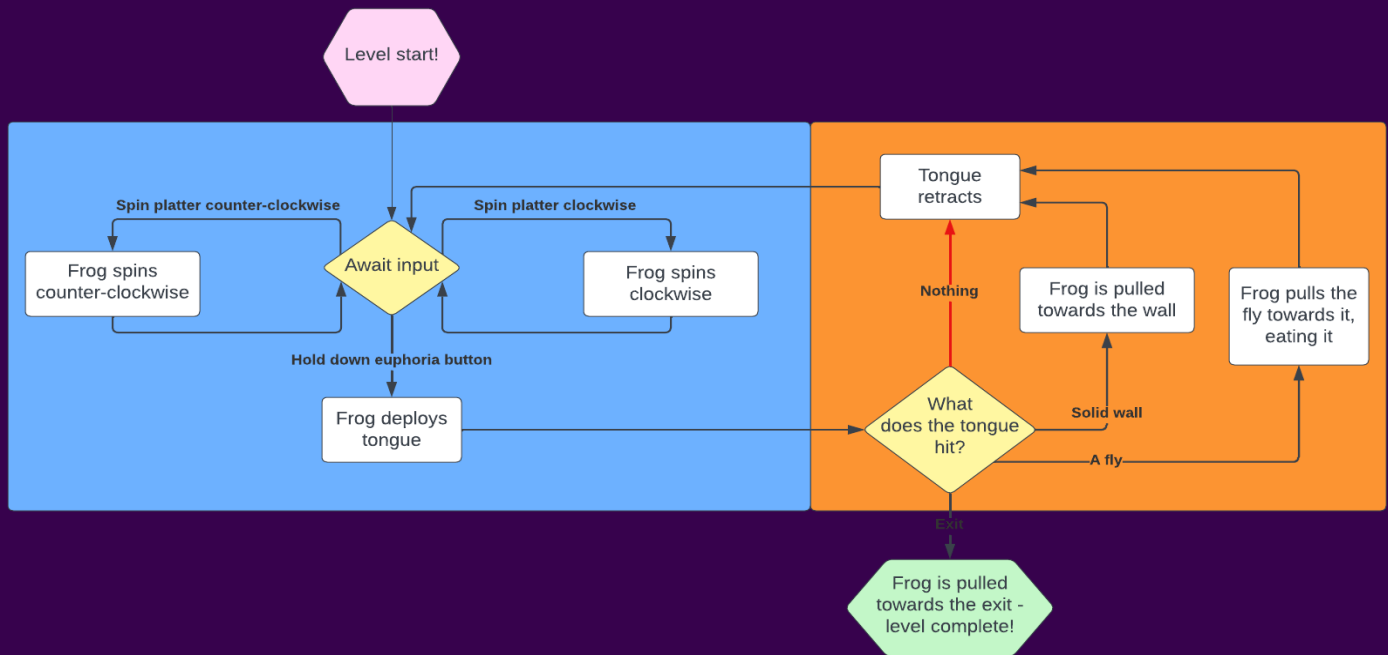 Level start!
Tongue
retracts
Spin platter counter-clockwise
Spin platter clockwise
Await input
Frog spins
counter-clockwise
Frog spins
clockwise
Nothing
Frog is pulled
towards the wall
Frog pulls the
fly towards it,
eating it
Hold down euphoria button
Frog deploys
tongue
What
does the tongue
hit?
Solid wall
A fly
Exit
Frog is pulled
towards the exit -
level complete!